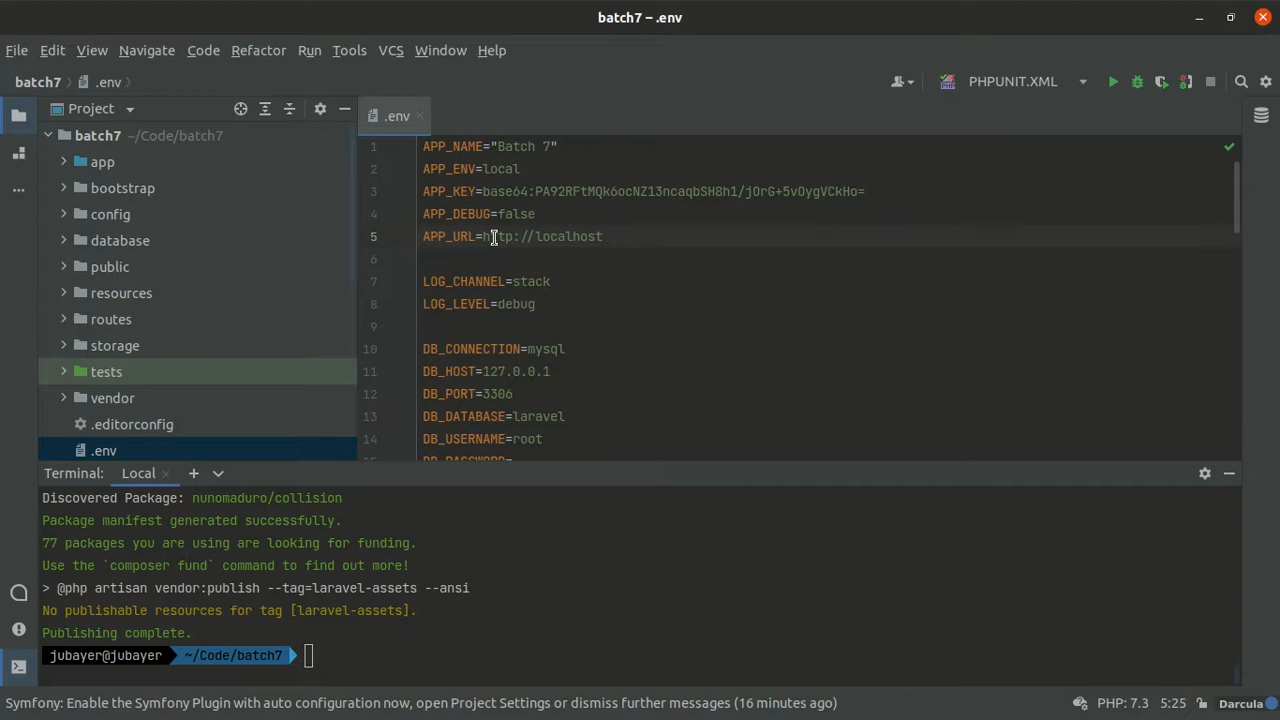 batch7 – .env
File Edit View Navigate Code Refactor Run Tools VCS Window Help
batch7 .env PHPUNIT.XML
Project
.env
batch7 ~/Code/batch7
app
bootstrap
config
database
public
resources
routes
storage
tests
vendor
.editorconfig
.env
1 APP_NAME="Batch 7"
2 APP_ENV=local
3 APP_KEY=base64:PA92RFtMQk6ocNZ13ncaqbSH8h1/jOrG+5vOygVCkHo=
4 APP_DEBUG=false
5 APP_URL=http://localhost
6
7 LOG_CHANNEL=stack
8 LOG_LEVEL=debug
9
10 DB_CONNECTION=mysql
11 DB_HOST=127.0.0.1
12 DB_PORT=3306
13 DB_DATABASE=laravel
14 DB_USERNAME=root
Terminal: Local
Discovered Package: nunomaduro/collision
Package manifest generated successfully.
77 packages you are using are looking for funding.
Use the `composer fund` command to find out more!
> @php artisan vendor:publish --tag=laravel-assets --ansi
No publishable resources for tag [laravel-assets].
Publishing complete.
jubayer@jubayer ~/Code/batch7
Symfony: Enable the Symfony Plugin with auto configuration now, open Project Settings or dismiss further messages (16 minutes ago) PHP: 7.3 5:25 Darcula